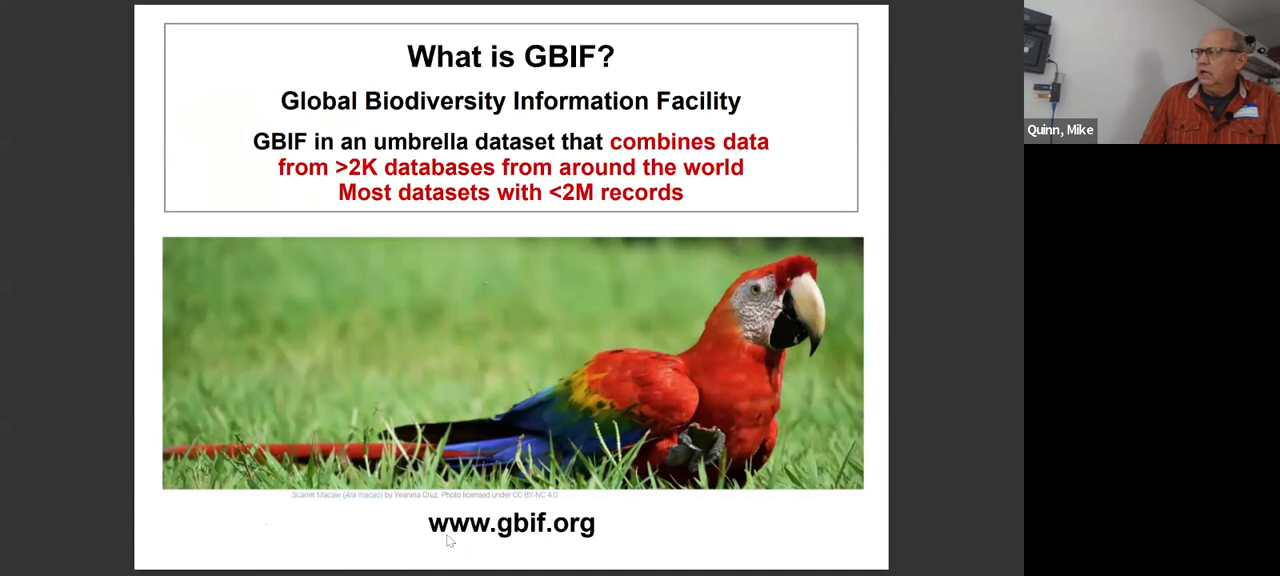 What is GBIF?
Global Biodiversity Information Facility
GBIF in an umbrella dataset that combines data
from >2K databases from around the world
Most datasets with <2M records
Scarlet Macaw (Ara macao) by Yeanina Cruz. Photo licensed under CC BY-NC 4.0
www.gbif.org
Quinn, Mike